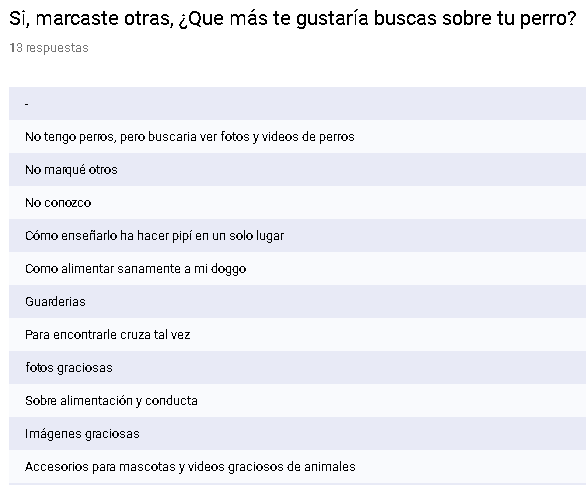 Si, marcaste otras, ¿Que más te gustaría buscas sobre tu perro?
13 respuestas
-
No tengo perros, pero buscaria ver fotos y videos de perros
No marqué otros
No conozco
Cómo enseñarlo ha hacer pipí en un solo lugar
Como alimentar sanamente a mi doggo
Guarderias
Para encontrarle cruza tal vez
fotos graciosas
Sobre alimentación y conducta
Imágenes graciosas
Accesorios para mascotas y videos graciosos de animales